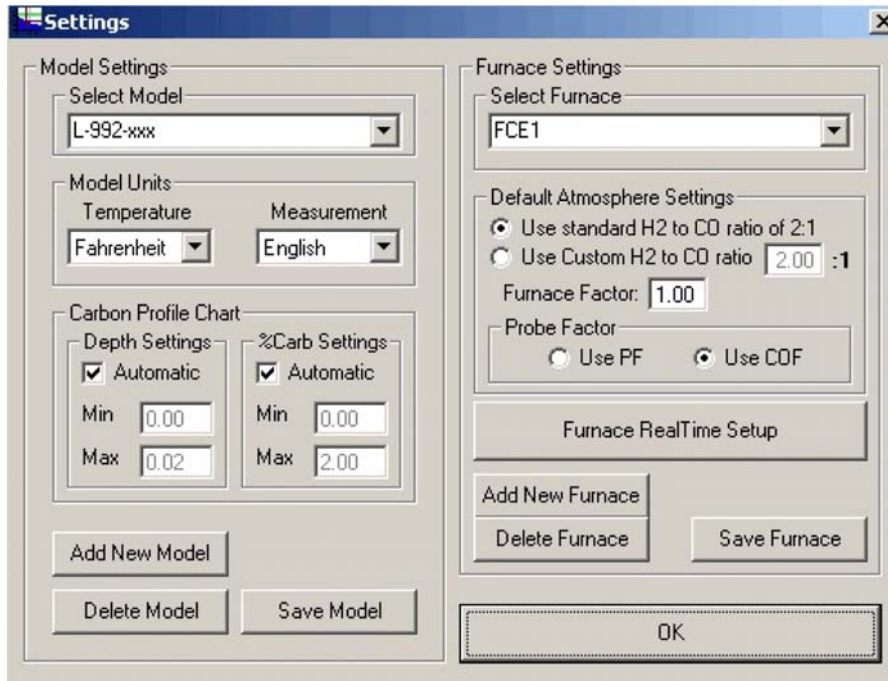 Settings
Model Settings
Select Model
L-992-xxx
Model Units
Temperature Measurement
Fahrenheit English
Carbon Profile Chart
Depth Settings %Carb Settings
Automatic Automatic
Min 0.00 Min 0.00
Max 0.02 Max 2.00
Add New Model
Delete Model Save Model
Furnace Settings
Select Furnace
FCE1
Default Atmosphere Settings
Use standard H2 to CO ratio of 2:1
Use Custom H2 to CO ratio 2.00 :1
Furnace Factor: 1.00
Probe Factor
Use PF Use COF
Furnace RealTime Setup
Add New Furnace
Delete Furnace Save Furnace
OK